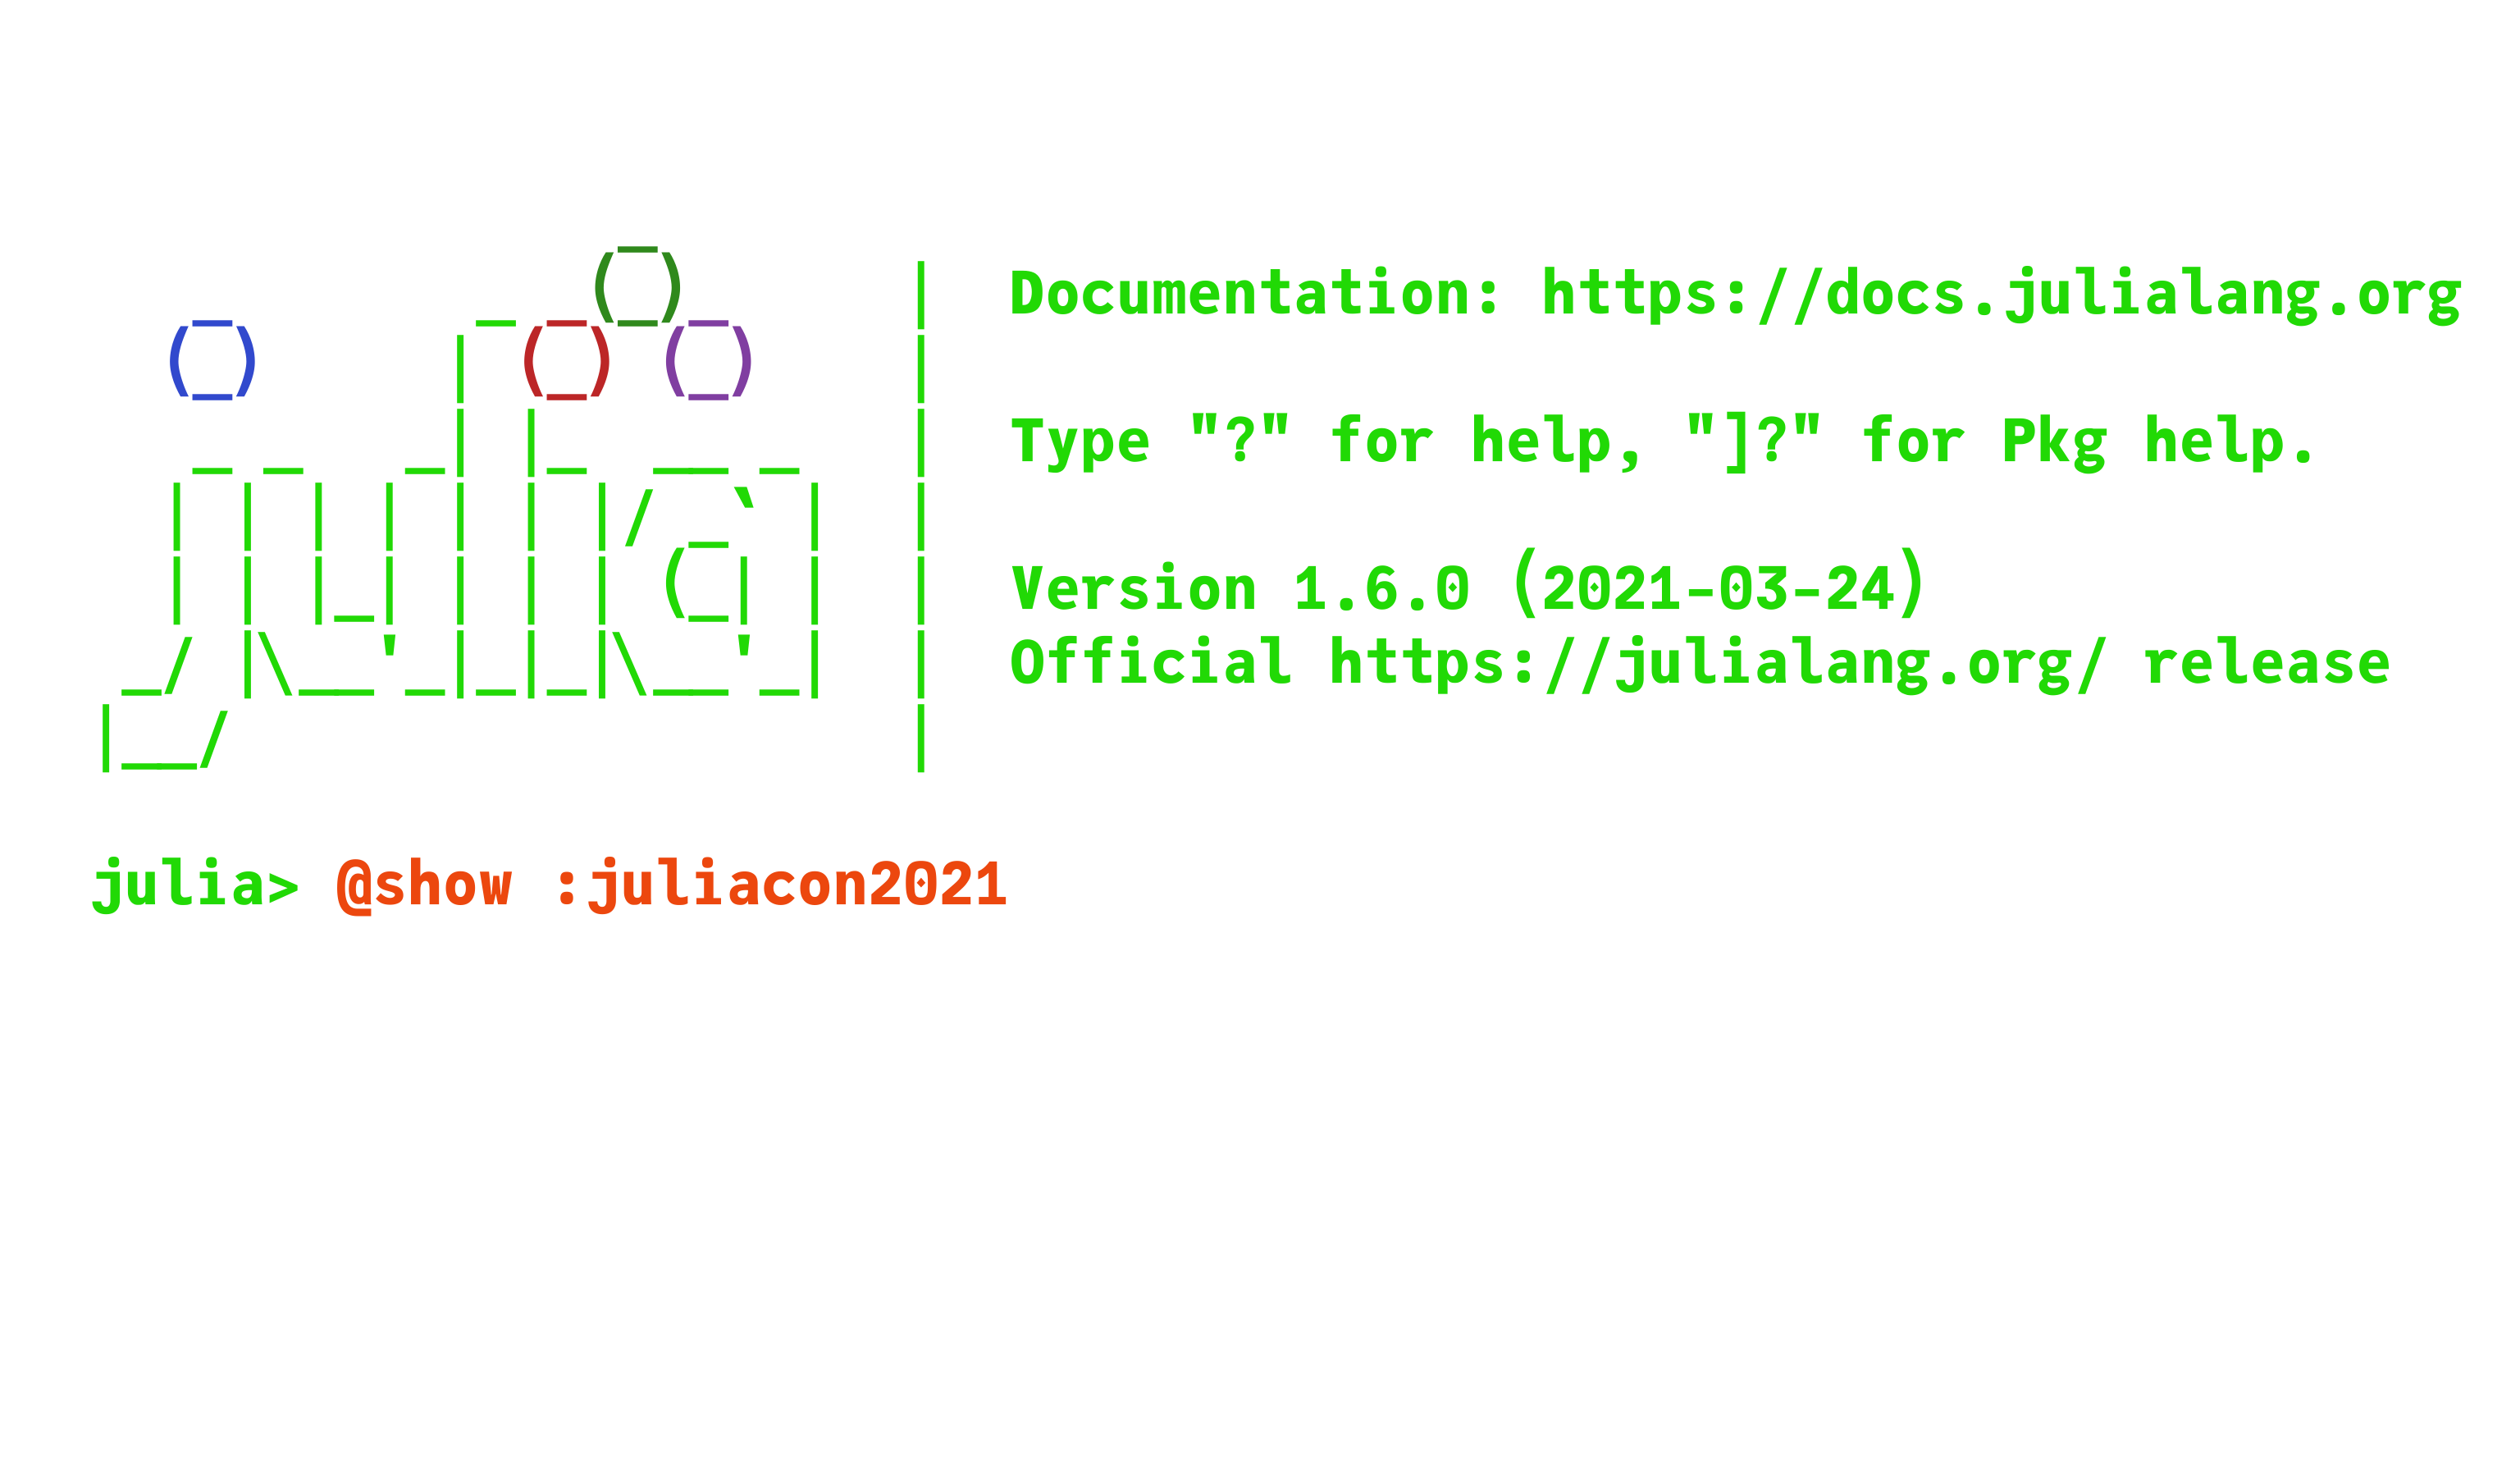 _
   _       _ _(_)_     |  Documentation: https://docs.julialang.org
  (_)     | (_) (_)    |
   _ _   _| |_  __ _   |  Type "?" for help, "]?" for Pkg help.
  | | | | | | |/ _` |  |
  | | |_| | | | (_| |  |  Version 1.6.0 (2021-03-24)
 _/ |\__'_|_|_|\__'_|  |  Official https://julialang.org/ release
|__/                   |

julia> @show :juliacon2021